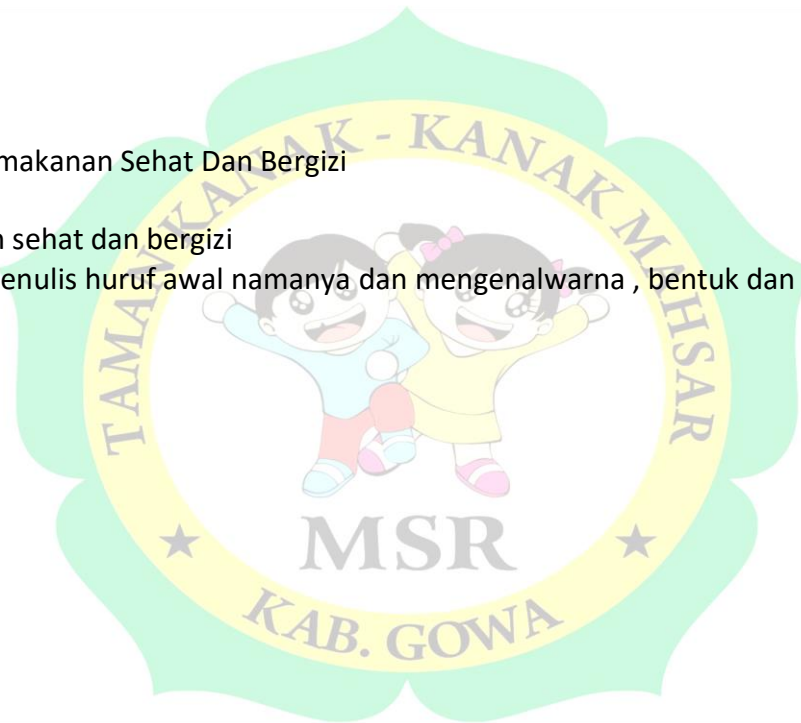 makanan Sehat Dan Bergizi
sehat dan bergizi
enulis huruf awal namanya dan mengenalwarna , bentuk dan
TAMAN KANAK - KANAK MAHSAR
MSR
KAB. GOWA